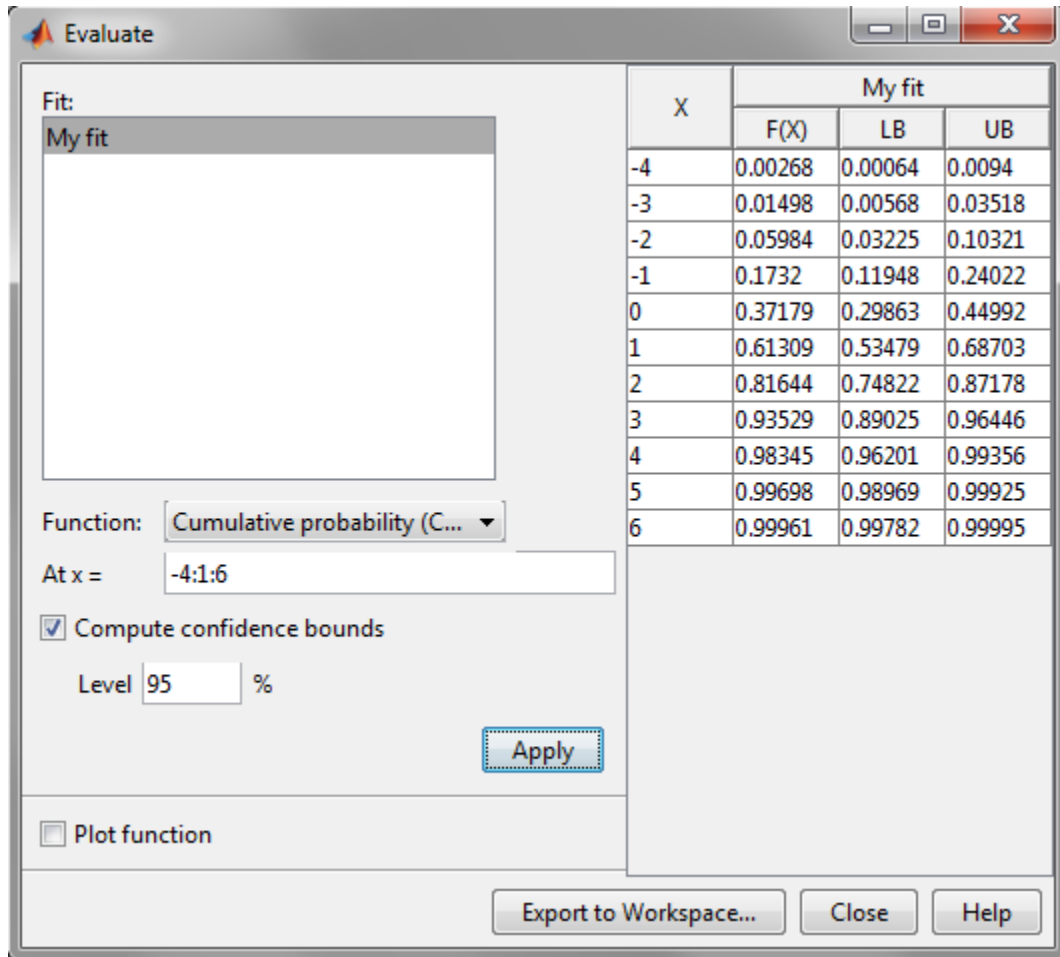 Evaluate
Fit:
My fit
Function: Cumulative probability (C...
At x = -4:1:6
Compute confidence bounds
Level 95 %
Apply
Plot function
X My fit
F(X) LB UB
-4 0.00268 0.00064 0.0094
-3 0.01498 0.00568 0.03518
-2 0.05984 0.03225 0.10321
-1 0.1732 0.11948 0.24022
0 0.37179 0.29863 0.44992
1 0.61309 0.53479 0.68703
2 0.81644 0.74822 0.87178
3 0.93529 0.89025 0.96446
4 0.98345 0.96201 0.99356
5 0.99698 0.98969 0.99925
6 0.99961 0.99782 0.99995
Export to Workspace... Close Help